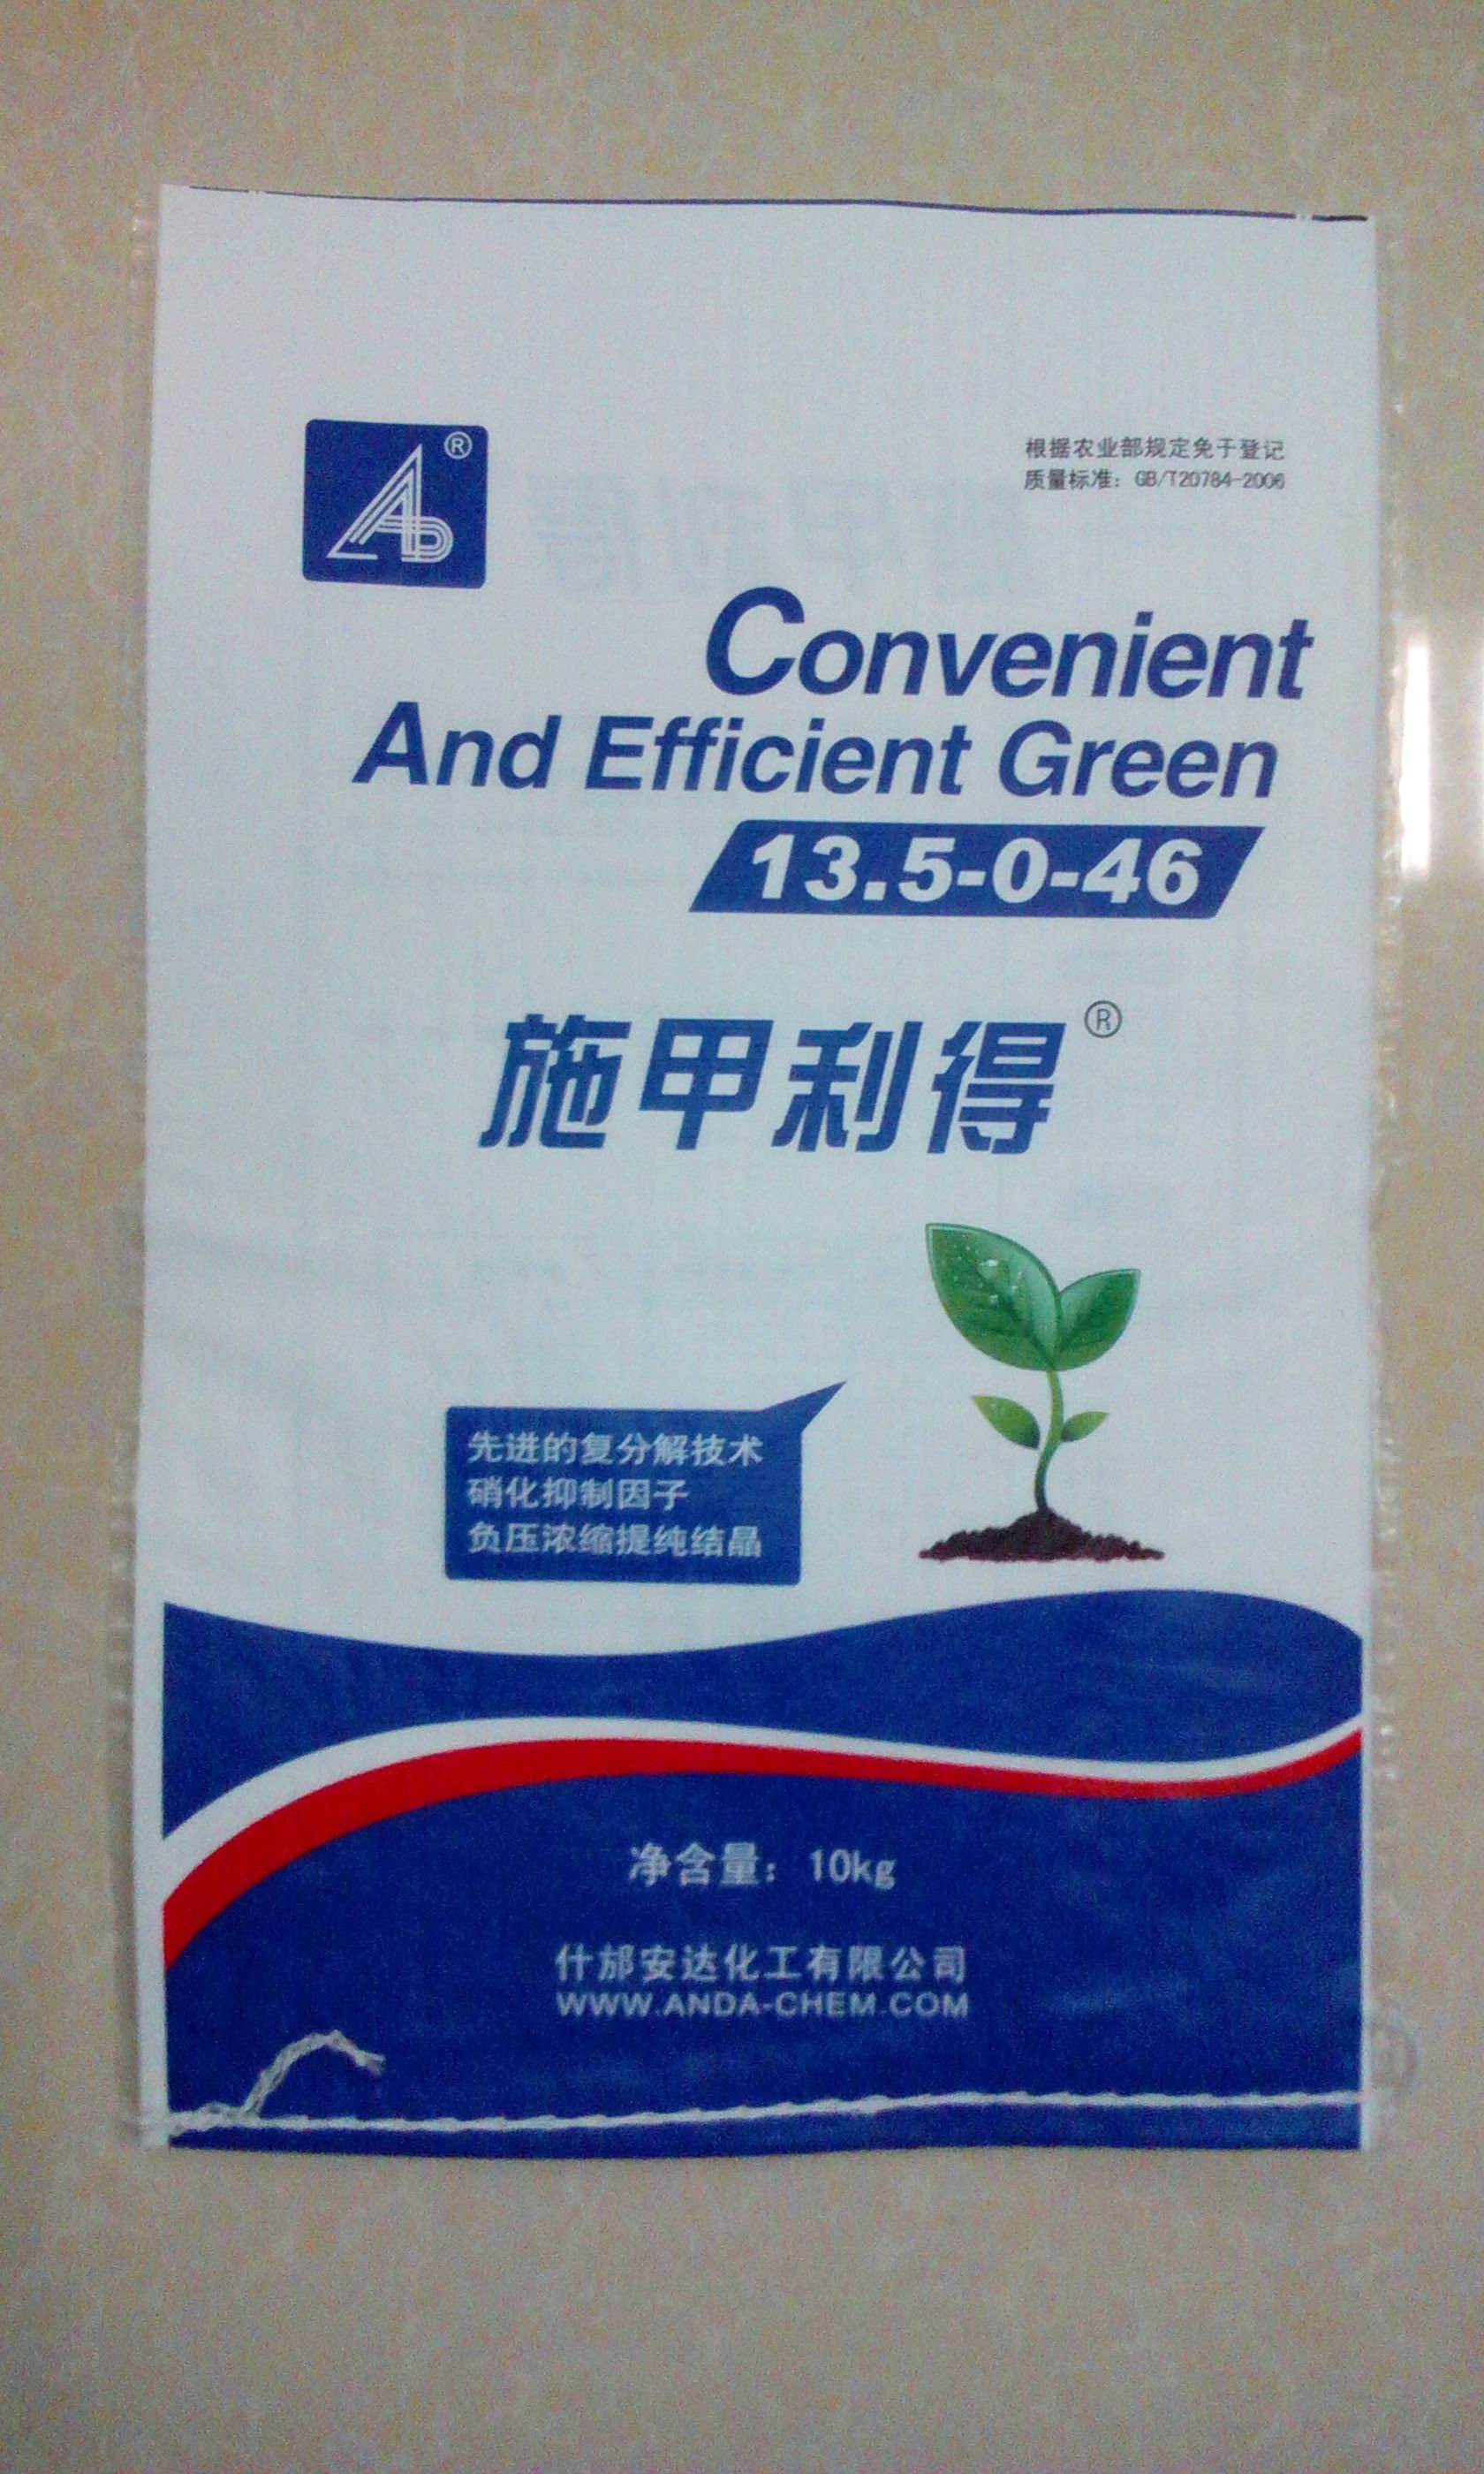 AD®
根据农业部规定免于登记
质量标准：GB/T20784-2006
Convenient
And Efficient Green
13.5-0-46
施甲利得®
先进的复分解技术
硝化抑制因子
负压浓缩提纯结晶
净含量：10kg
什邡安达化工有限公司
WWW.ANDA-CHEM.COM